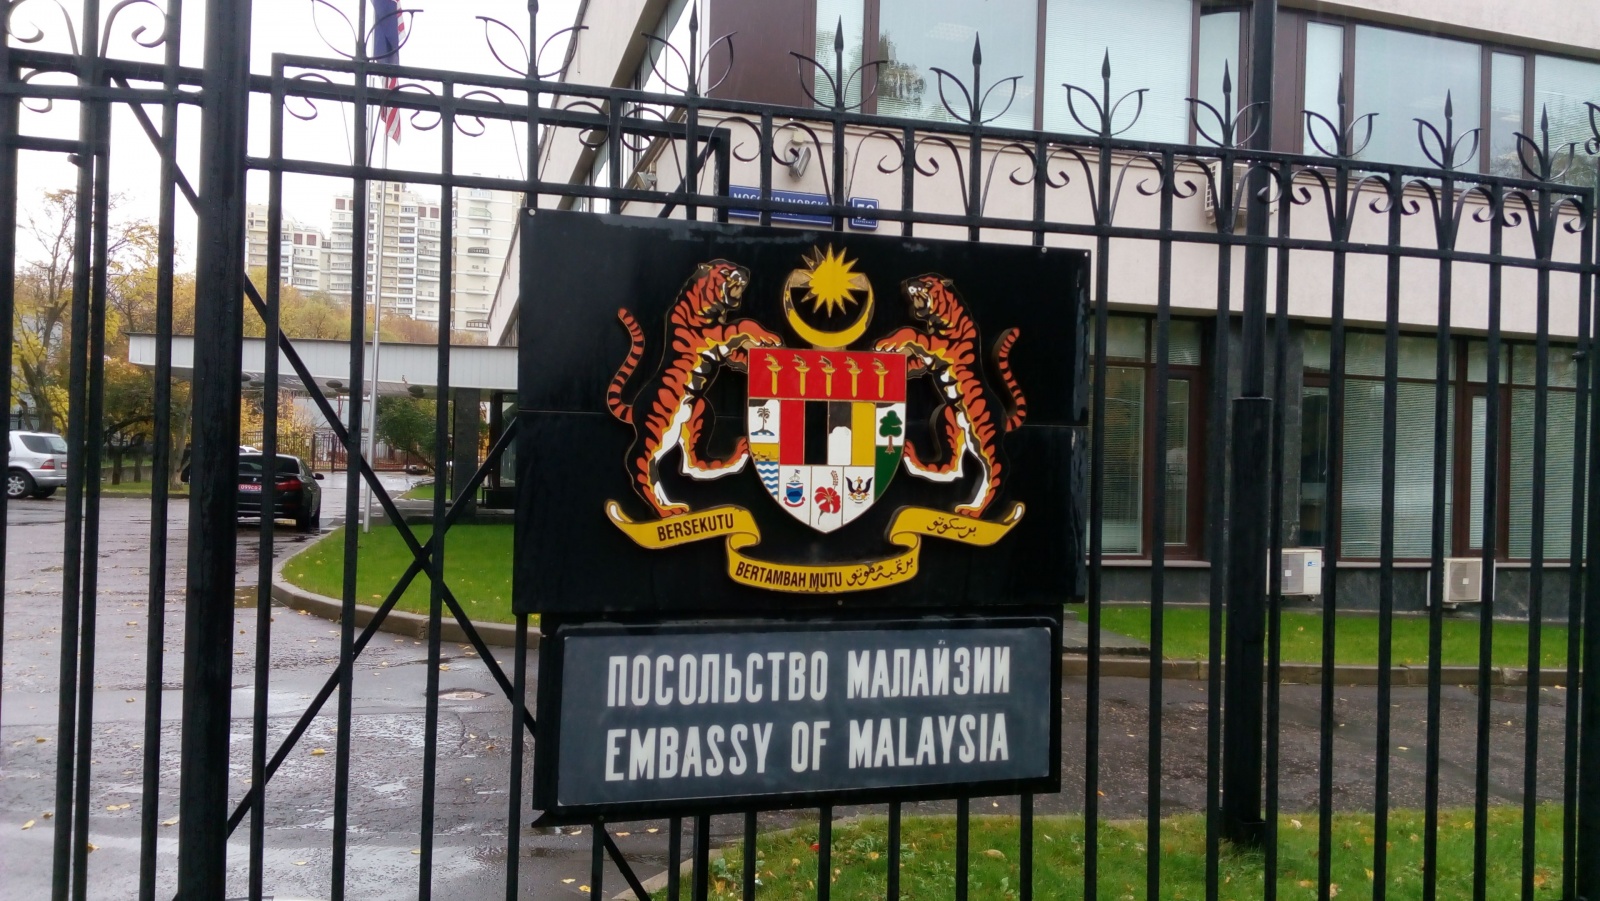 BERSEKUTU
برسکوتو
BERTAMBAH MUTU برتمبه موتو
ПОСОЛЬСТВО МАЛАЙЗИИ
EMBASSY OF MALAYSIA